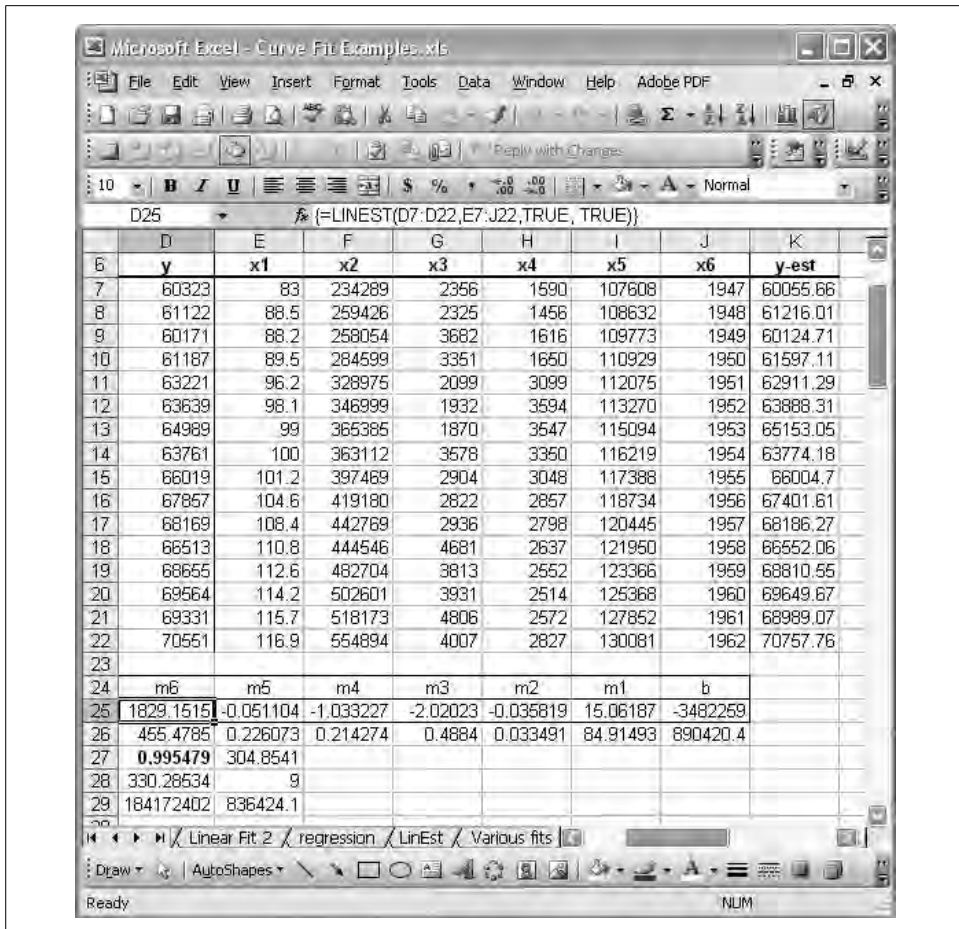 Microsoft Excel - Curve Fit Examples.xls
File Edit View Insert Format Tools Data Window Help Adobe PDF
Reply with Changes
10 B I U $ % , Normal
D25 fx {=LINEST(D7:D22,E7:J22,TRUE, TRUE)}
D E F G H I J K
6 y x1 x2 x3 x4 x5 x6 y-est
7 60323 83 234289 2356 1590 107608 1947 60055.66
8 61122 88.5 259426 2325 1456 108632 1948 61216.01
9 60171 88.2 258054 3682 1616 109773 1949 60124.71
10 61187 89.5 284599 3351 1650 110929 1950 61597.11
11 63221 96.2 328975 2099 3099 112075 1951 62911.29
12 63639 98.1 346999 1932 3594 113270 1952 63888.31
13 64989 99 365385 1870 3547 115094 1953 65153.05
14 63761 100 363112 3578 3350 116219 1954 63774.18
15 66019 101.2 397469 2904 3048 117388 1955 66004.7
16 67857 104.6 419180 2822 2857 118734 1956 67401.61
17 68169 108.4 442769 2936 2798 120445 1957 68186.27
18 66513 110.8 444546 4681 2637 121950 1958 66552.06
19 68655 112.6 482704 3813 2552 123366 1959 68810.55
20 69564 114.2 502601 3931 2514 125368 1960 69649.67
21 69331 115.7 518173 4806 2572 127852 1961 68989.07
22 70551 116.9 554894 4007 2827 130081 1962 70757.76
23
24 m6 m5 m4 m3 m2 m1 b
25 1829.1515 -0.051104 -1.033227 -2.02023 -0.035819 15.06187 -3482259
26 455.4785 0.226073 0.214274 0.4884 0.033491 84.91493 890420.4
27 0.995479 304.8541
28 330.28534 9
29 184172402 836424.1
Linear Fit 2 / regression / LinEst / Various fits
Draw AutoShapes
Ready NUM